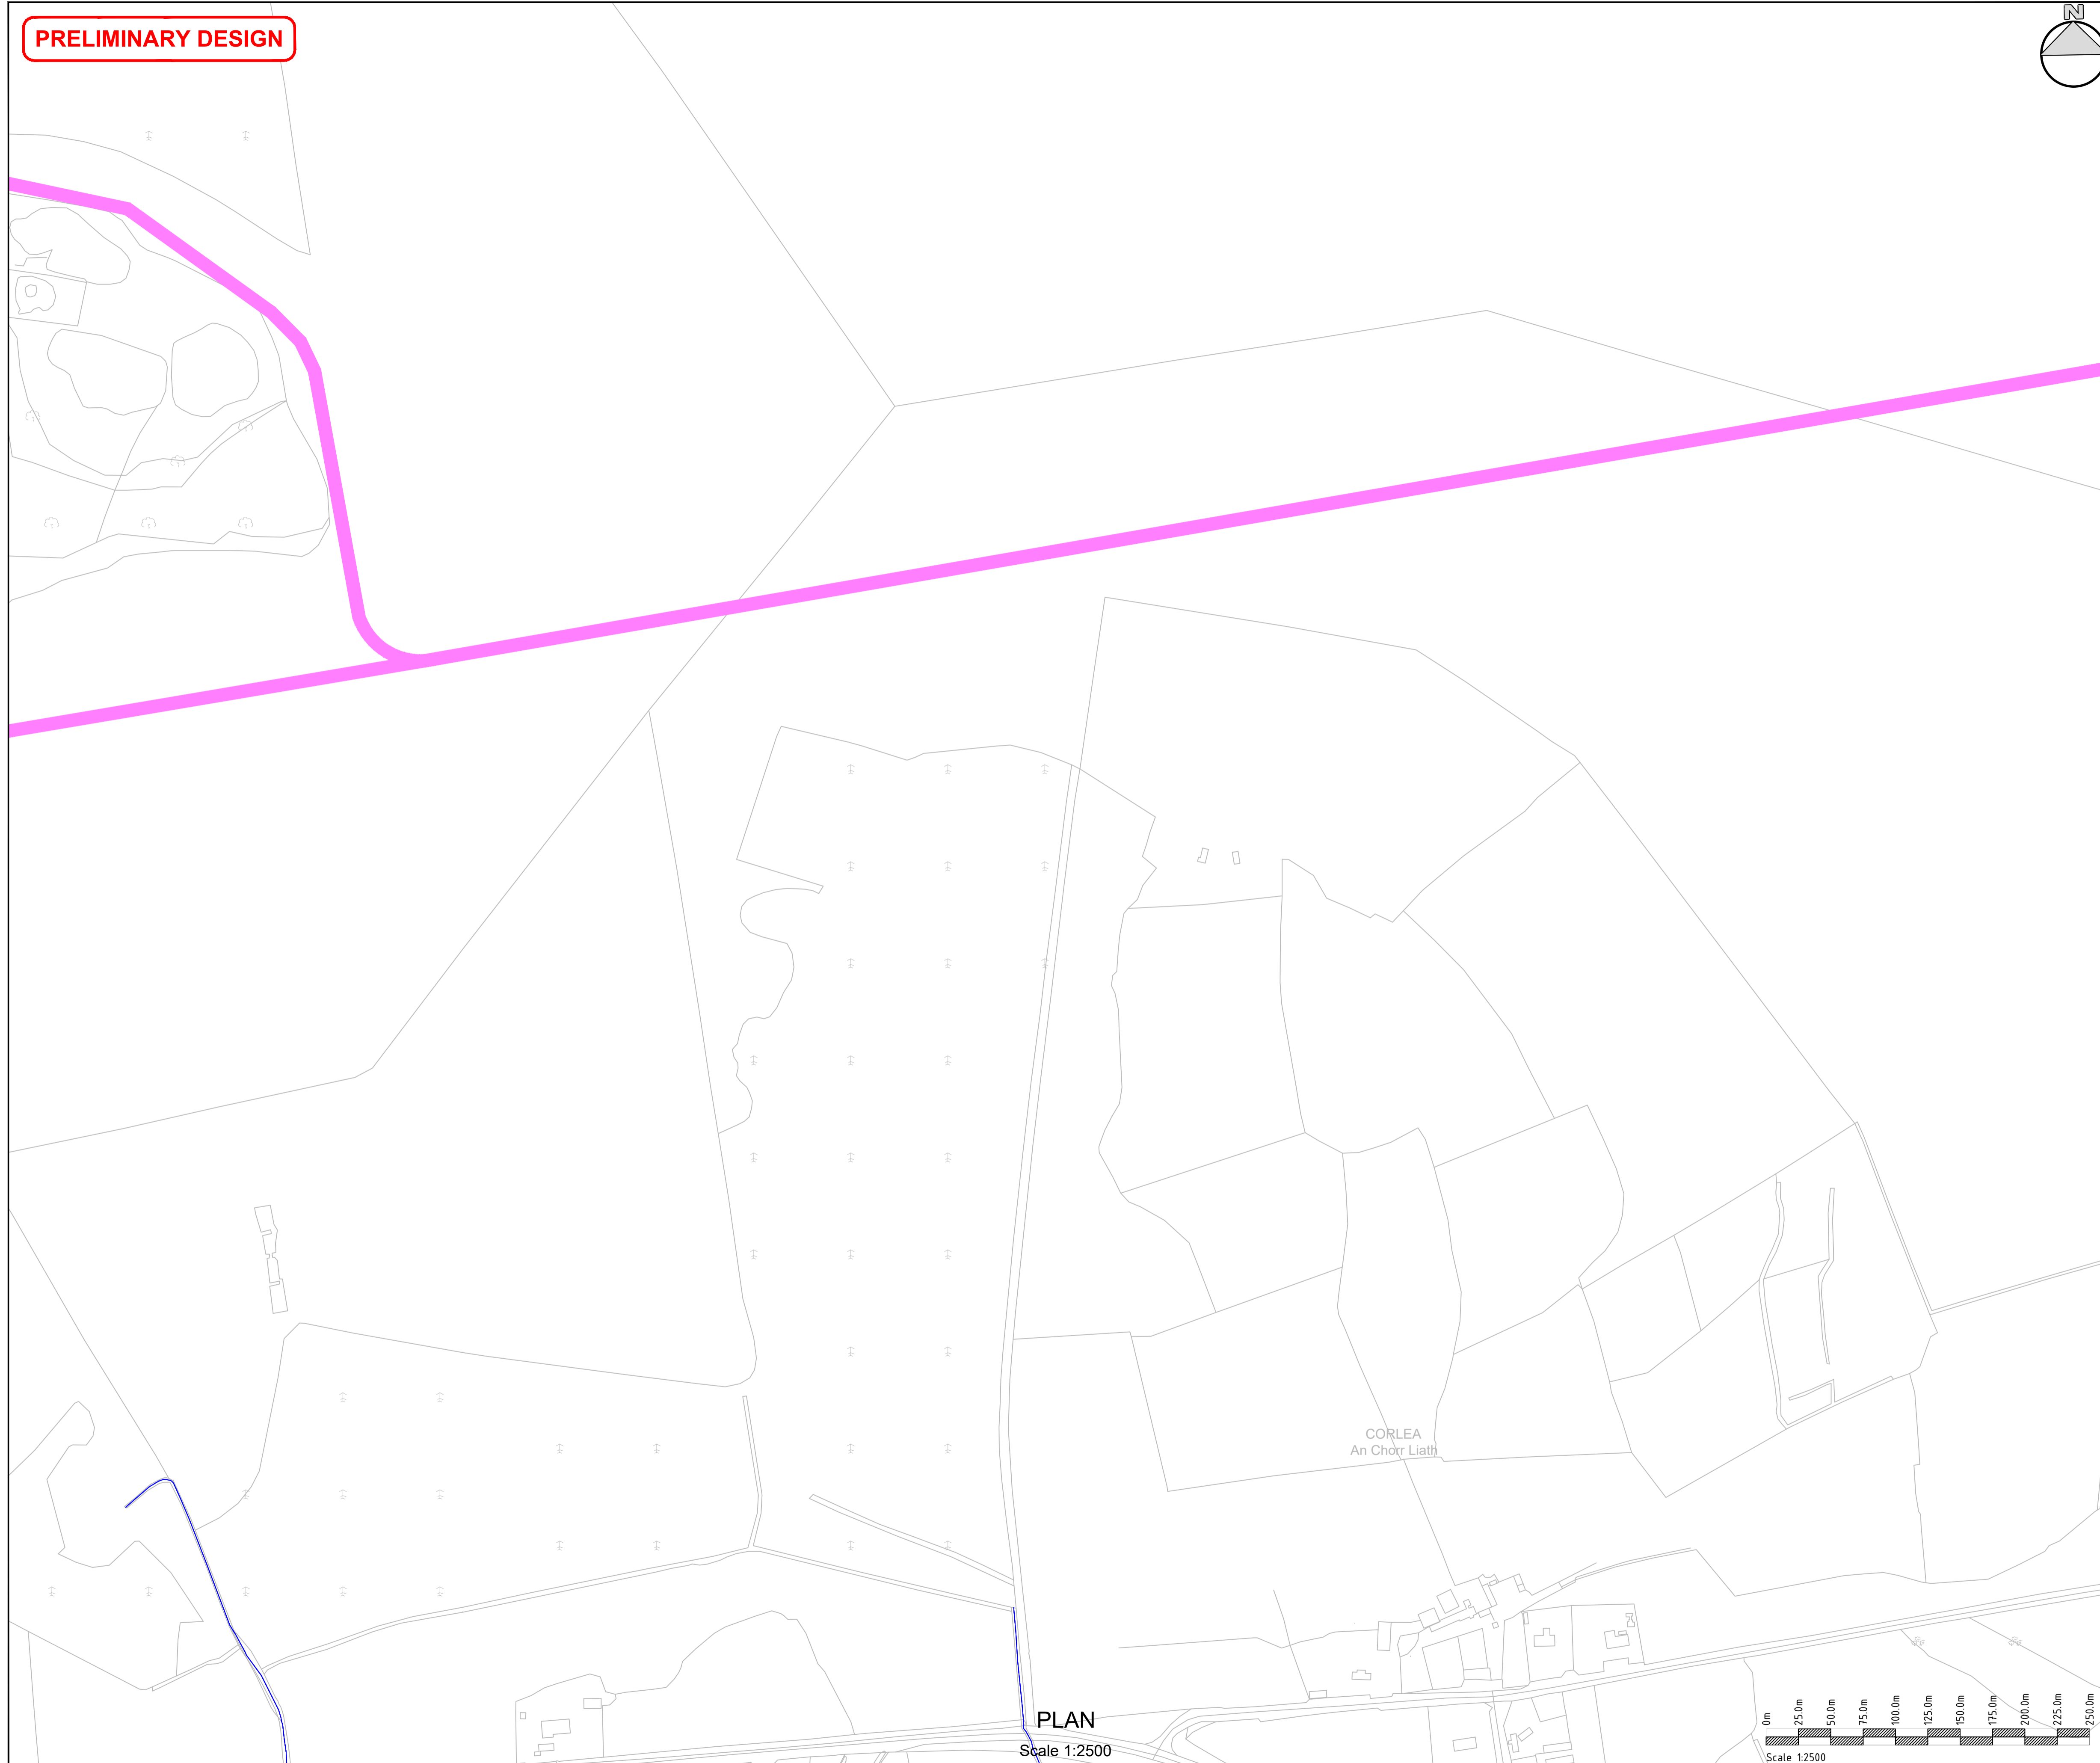 PRELIMINARY DESIGN
N
CORLEA
An Chorr Liath
PLAN
Scale 1:2500
0m
25.0m
50.0m
75.0m
100.0m
125.0m
150.0m
175.0m
200.0m
225.0m
250.0m
Scale 1:2500